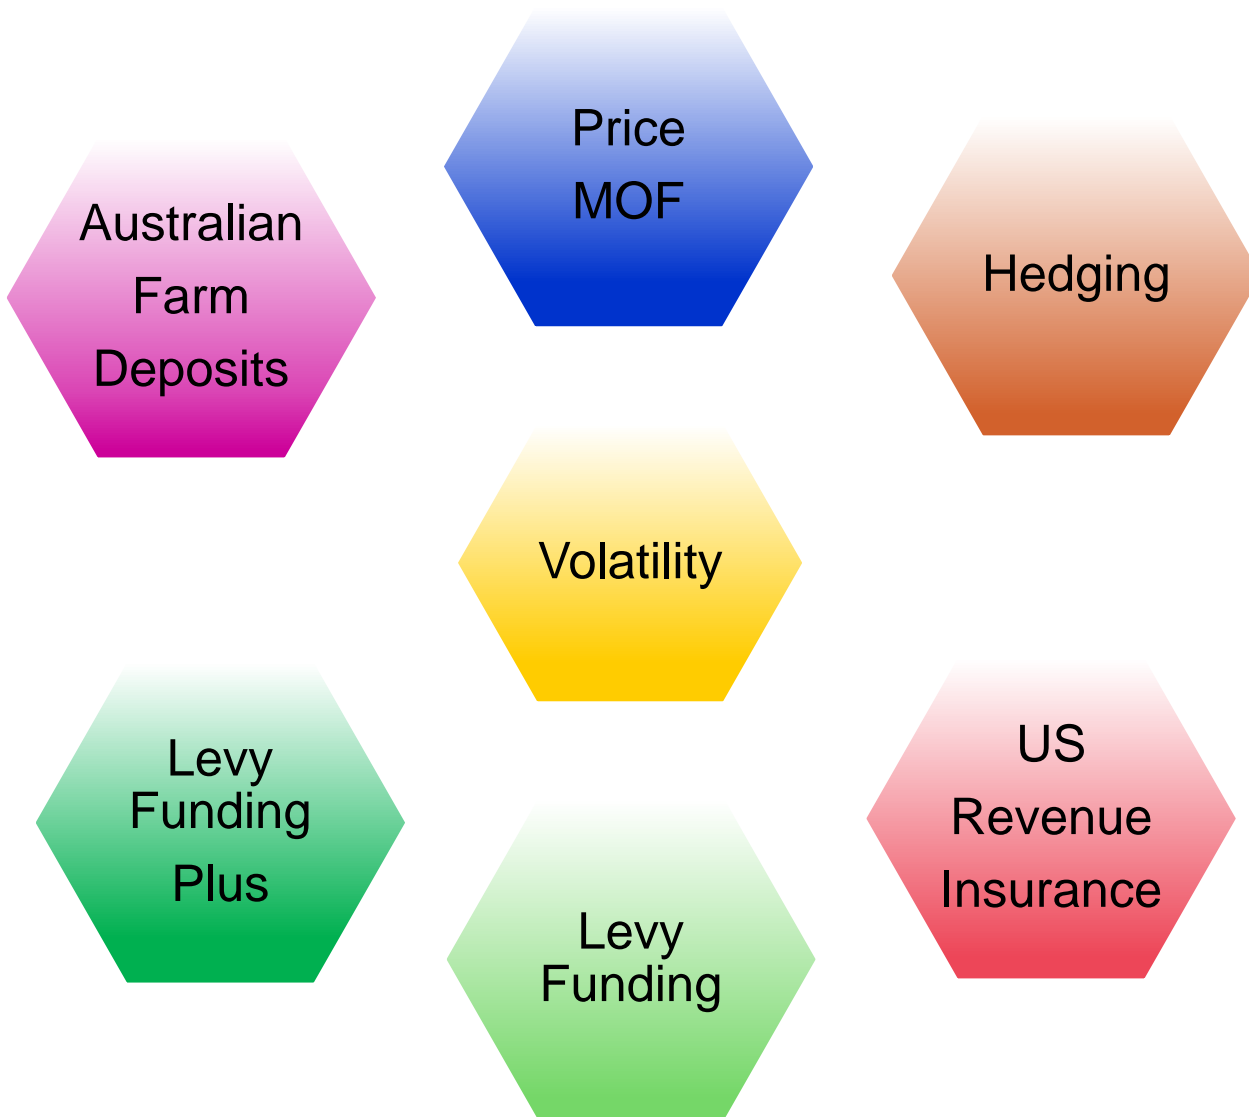 Price
MOF
Australian
Farm
Deposits
Hedging
Volatility
Levy
Funding
Plus
US
Revenue
Insurance
Levy
Funding